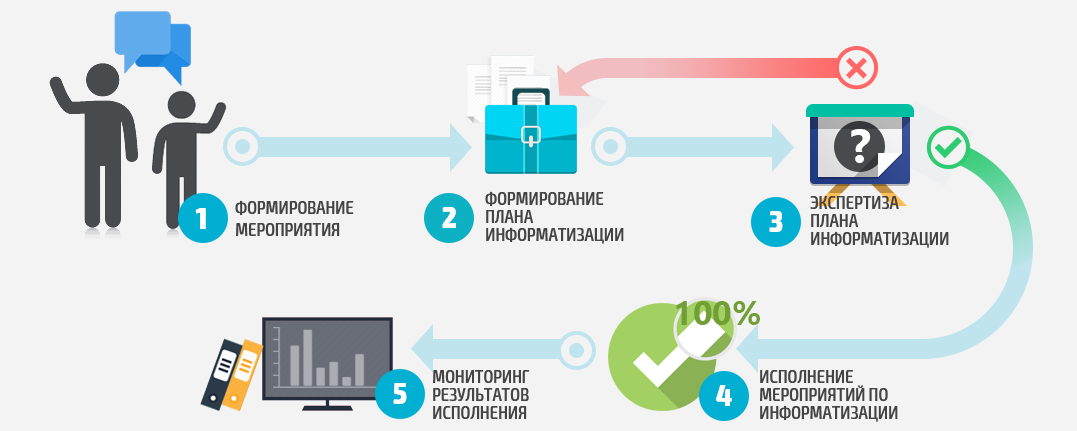 1
ФОРМИРОВАНИЕ
МЕРОПРИЯТИЯ
2
ФОРМИРОВАНИЕ
ПЛАНА
ИНФОРМАТИЗАЦИИ
?
3
ЭКСПЕРТИЗА
ПЛАНА
ИНФОРМАТИЗАЦИИ
100%
4
ИСПОЛНЕНИЕ
МЕРОПРИЯТИЙ ПО
ИНФОРМАТИЗАЦИИ
5
МОНИТОРИНГ
РЕЗУЛЬТАТОВ
ИСПОЛНЕНИЯ